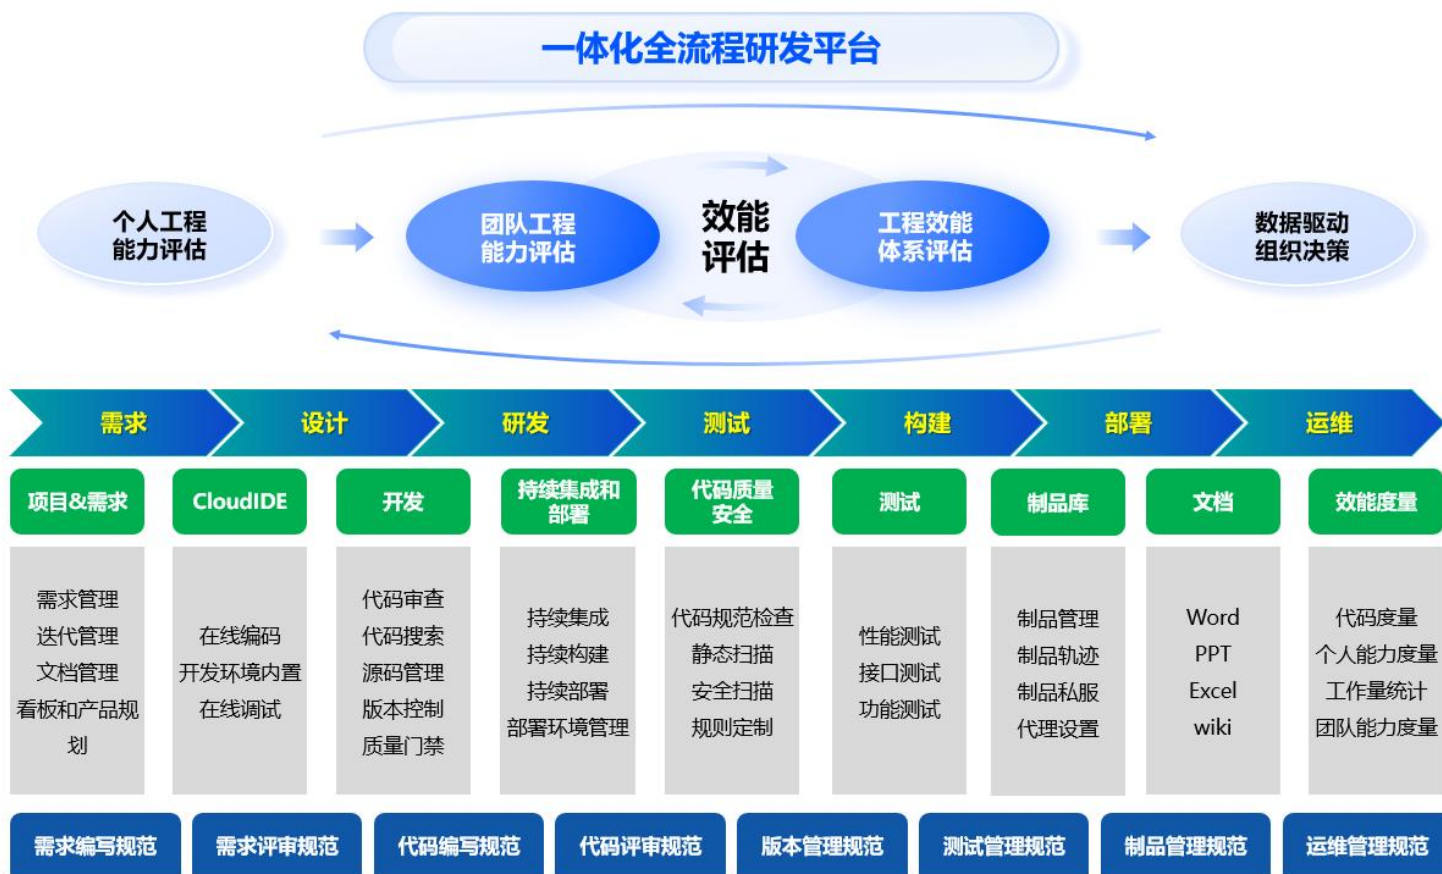 一体化全流程研发平台
个人工程
能力评估
团队工程
能力评估
效能
评估
工程效能
体系评估
数据驱动
组织决策
需求
设计
研发
测试
构建
部署
运维
项目&需求
CloudIDE
开发
持续集成和
部署
代码质量
安全
测试
制品库
文档
效能度量
需求管理
迭代管理
文档管理
看板和产品规
划
在线编码
开发环境内置
在线调试
代码审查
代码搜索
源码管理
版本控制
质量门禁
持续集成
持续构建
持续部署
部署环境管理
代码规范检查
静态扫描
安全扫描
规则定制
性能测试
接口测试
功能测试
制品管理
制品轨迹
制品私服
代理设置
Word
PPT
Excel
wiki
代码度量
个人能力度量
工作量统计
团队能力度量
需求编写规范
需求评审规范
代码编写规范
代码评审规范
版本管理规范
测试管理规范
制品管理规范
运维管理规范